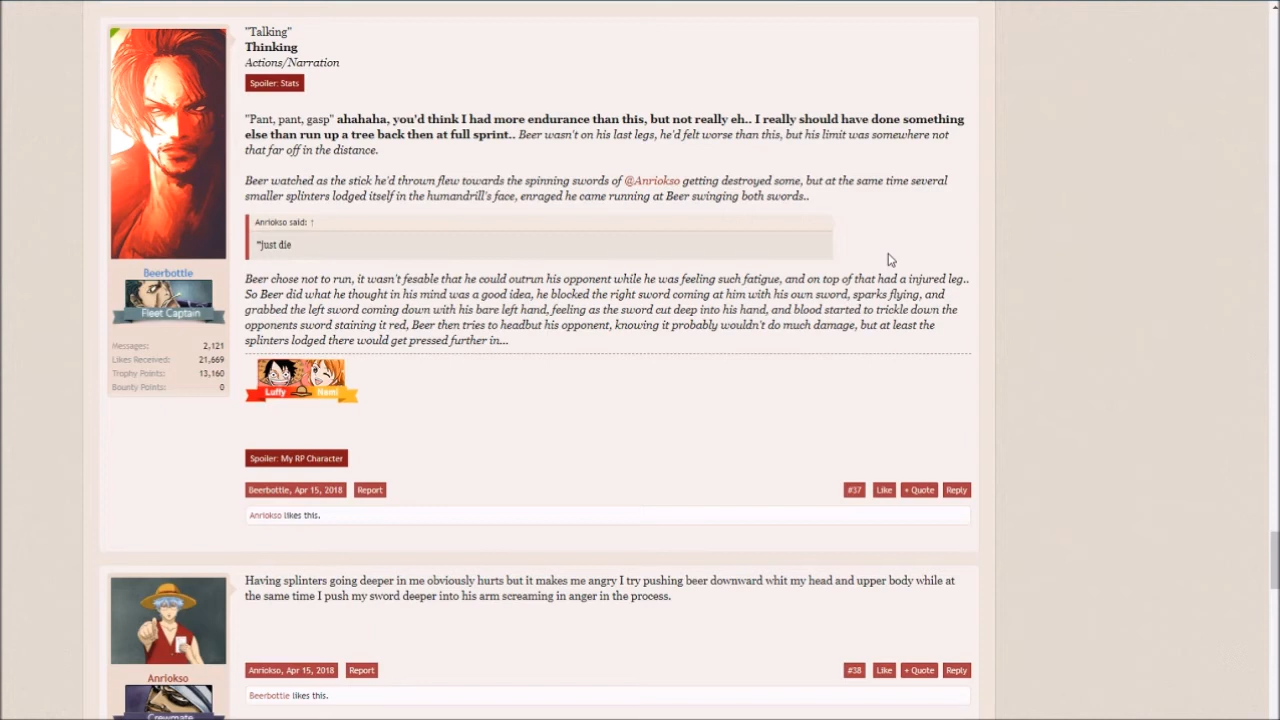 "Talking"
Thinking
Actions/Narration
Spoiler: Stats
"Pant, pant, gasp" ahahaha, you'd think I had more endurance than this, but not really eh.. I really should have done something
else than run up a tree back then at full sprint.. Beer wasn't on his last legs, he'd felt worse than this, but his limit was somewhere not
that far off in the distance.
Beer watched as the stick he'd thrown flew towards the spinning swords of @Anriokso getting destroyed some, but at the same time several
smaller splinters lodged itself in the humandrill's face, enraged he came running at Beer swinging both swords..
Anriokso said: ↑
"just die
Beer chose not to run, it wasn't fesable that he could outrun his opponent while he was feeling such fatigue, and on top of that had a injured leg..
So Beer did what he thought in his mind was a good idea, he blocked the right sword coming at him with his own sword, sparks flying, and
grabbed the left sword coming down with his bare left hand, feeling as the sword cut deep into his hand, and blood started to trickle down the
opponents sword staining it red, Beer then tries to headbut his opponent, knowing it probably wouldn't do much damage, but at least the
splinters lodged there would get pressed further in...
Beerbottle
Fleet Captain
Messages: 2,121
Likes Received: 21,669
Trophy Points: 13,160
Bounty Points: 0
Luffy Nami
Spoiler: My RP Character
Beerbottle, Apr 15, 2018 Report #37 Like + Quote Reply
Anriokso likes this.
Having splinters going deeper in me obviously hurts but it makes me angry I try pushing beer downward whit my head and upper body while at
the same time I push my sword deeper into his arm screaming in anger in the process.
Anriokso, Apr 15, 2018 Report #38 Like + Quote Reply
Anriokso
Crewmate
Beerbottle likes this.